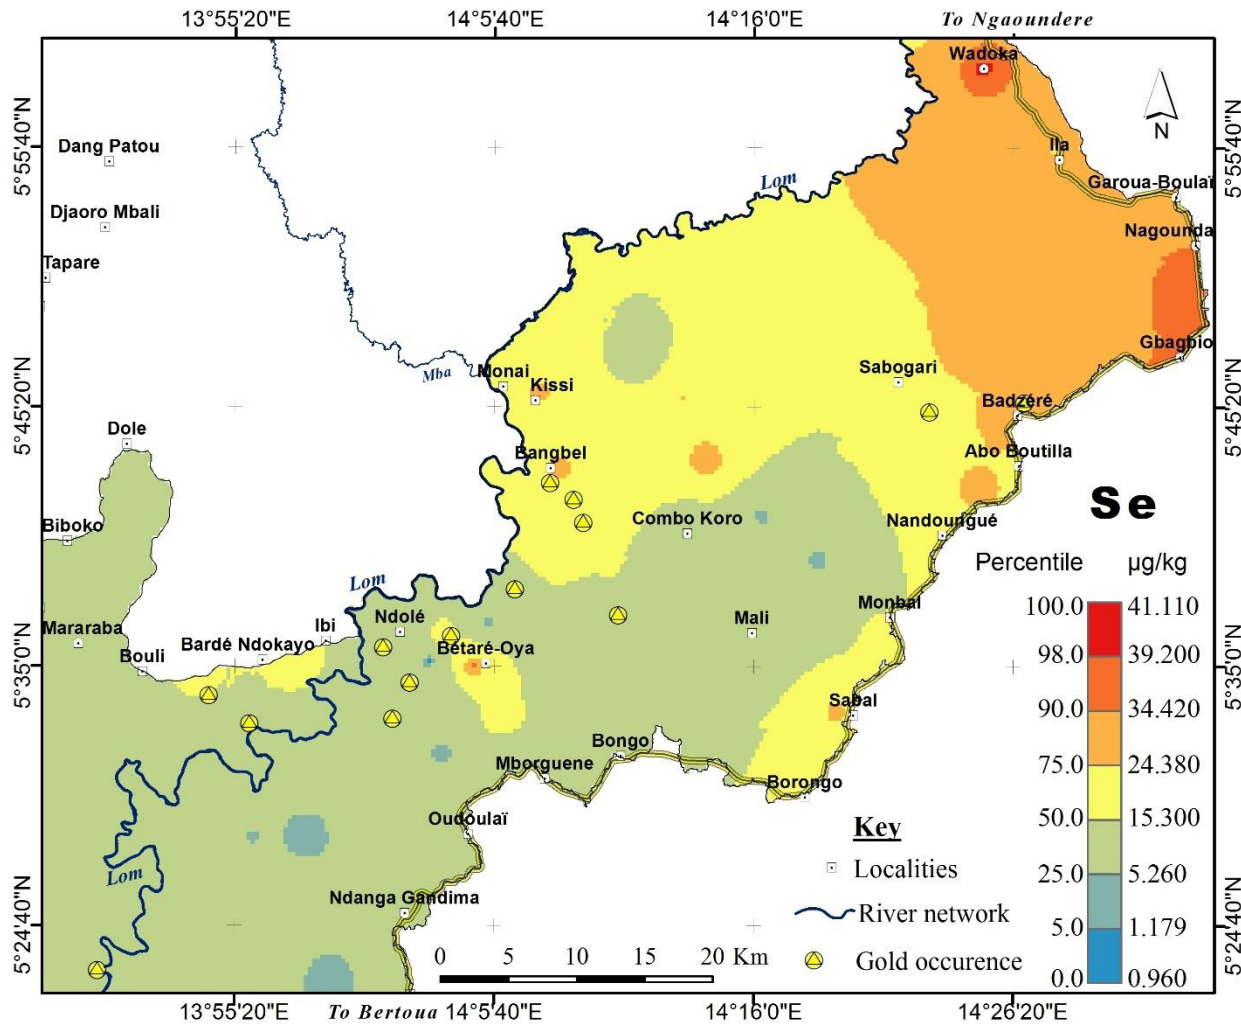 13°55'20"E
14°5'40"E
14°16'0"E
To Ngaoundere
Wadoka
N
5°55'40"N
5°55'40"N
Dang Patou
Ila
Lom
Garoua-Boulaï
Djaoro Mbali
Nagounda
Tapare
Gbagbio
Mba
Monai
Kissi
Sabogari
5°45'20"N
5°45'20"N
Badzéré
Dole
Bangbel
Abo Boutilla
Se
Biboko
Combo Koro
Nandoungué
Percentile
µg/kg
Lom
100.0
41.110
Mararaba
Bardé Ndokayo
Ibi
Ndolé
Mali
Monbal
98.0
39.200
5°35'0"N
5°35'0"N
Bouli
Bétaré-Oya
90.0
34.420
Sabal
75.0
24.380
Bongo
Mborguene
Borongo
50.0
15.300
Oudoulaï
Key
Localities
25.0
5.260
Lom
Ndanga Gandima
River network
5.0
1.179
5°24'40"N
5°24'40"N
0 5 10 15 20 Km
Gold occurence
0.0
0.960
13°55'20"E
To Bertoua
14°5'40"E
14°16'0"E
14°26'20"E